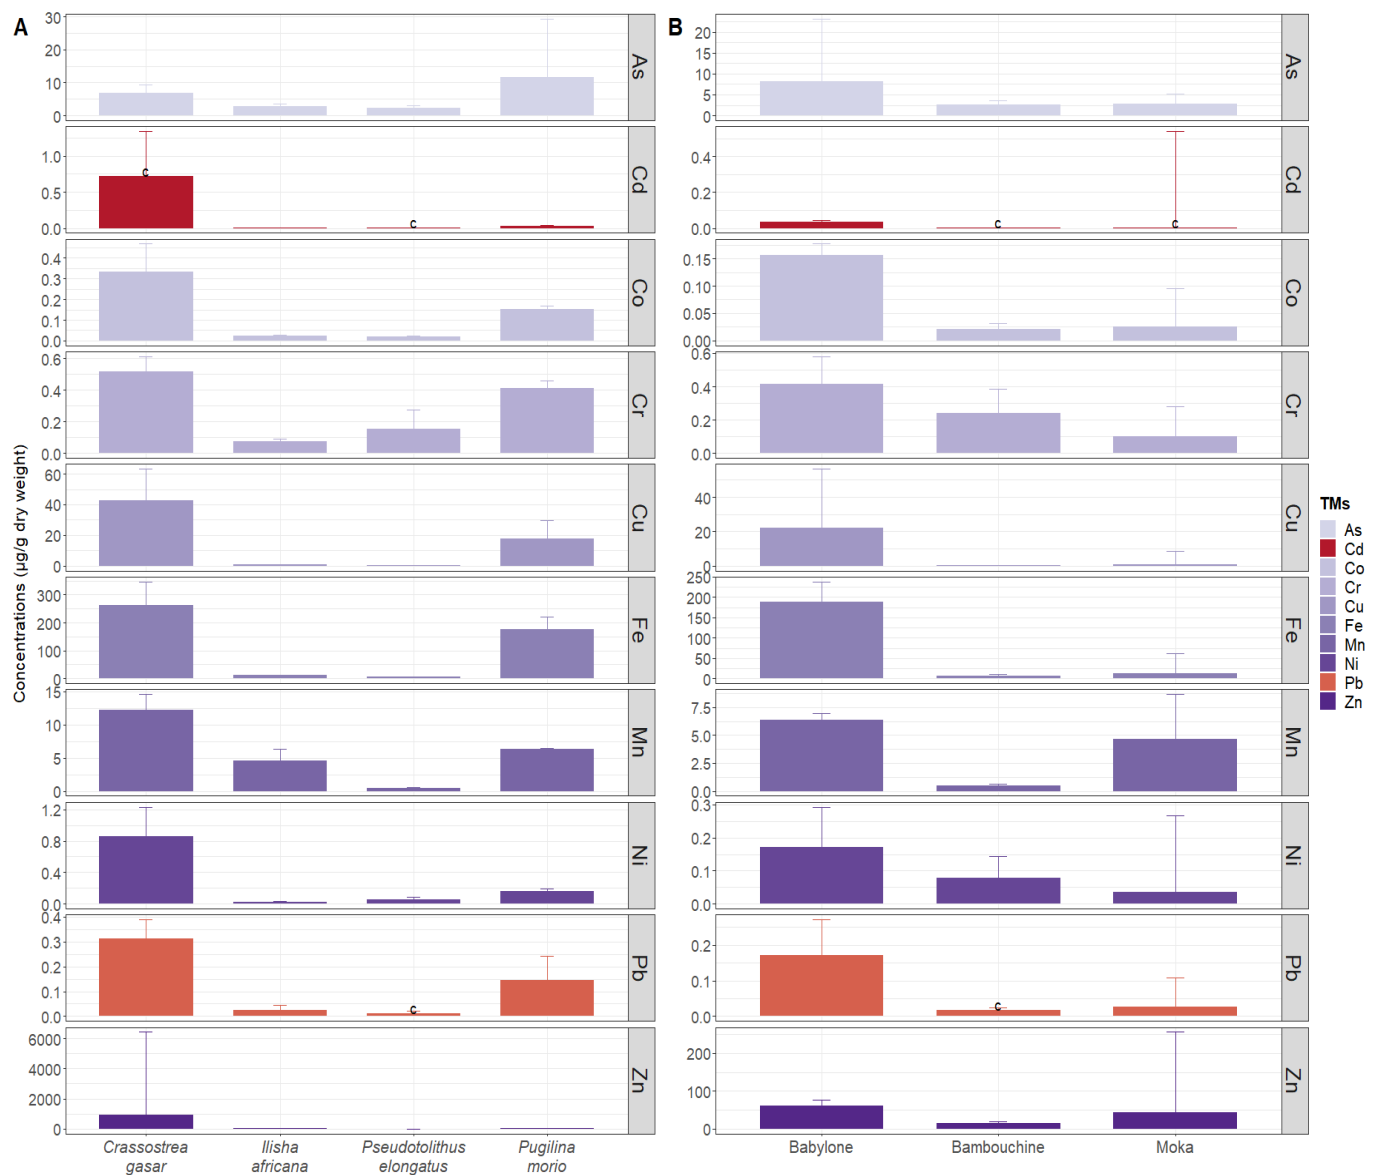 A
B
Concentrations (µg/g dry weight)
30
20
10
0
As
20
15
10
5
0
As
1.0
0.5
0.0
c
c
Cd
0.4
0.2
0.0
c
c
Cd
0.4
0.3
0.2
0.1
0.0
Co
0.15
0.10
0.05
0.00
Co
0.6
0.4
0.2
0.0
Cr
0.6
0.4
0.2
0.0
Cr
60
40
20
0
Cu
40
20
0
Cu
300
200
100
0
Fe
250
200
150
100
50
0
Fe
15
10
5
0
Mn
7.5
5.0
2.5
0.0
Mn
1.2
0.8
0.4
0.0
Ni
0.3
0.2
0.1
0.0
Ni
0.4
0.3
0.2
0.1
0.0
c
Pb
0.2
0.1
0.0
c
Pb
6000
4000
2000
0
Zn
200
100
0
Zn
Crassostrea
gasar
Ilisha
africana
Pseudotolithus
elongatus
Pugilina
morio
Babylone
Bambouchine
Moka
TMs
As
Cd
Co
Cr
Cu
Fe
Mn
Ni
Pb
Zn